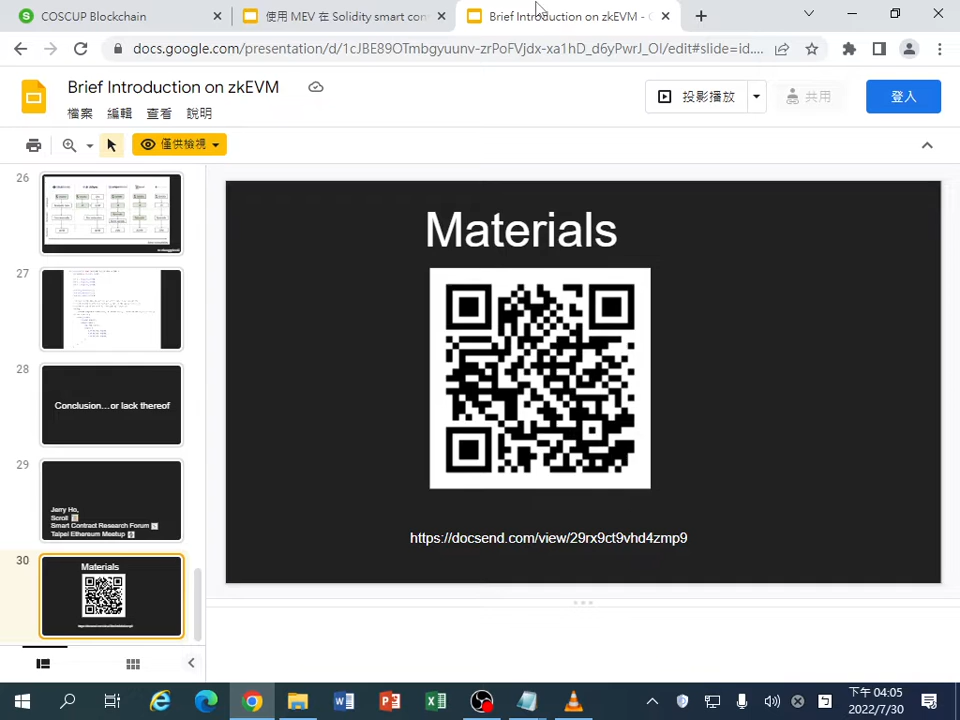 COSCUP Blockchain
使用 MEV 在 Solidity smart con
Brief Introduction on zkEVM - G
docs.google.com/presentation/d/1cJBE89OTmbgyuunv-zrPoFVjdx-xa1hD_d6yPwrJ_OI/edit#slide=id....
Brief Introduction on zkEVM
檔案 編輯 查看 說明
投影播放
共用
登入
僅供檢視
26
27
28
Conclusion...or lack thereof
29
Jerry Ho,
Scroll
Smart Contract Research Forum
Taipei Ethereum Meetup
30
Materials
Materials
https://docsend.com/view/29rx9ct9vhd4zmp9
下午 04:05
2022/7/30